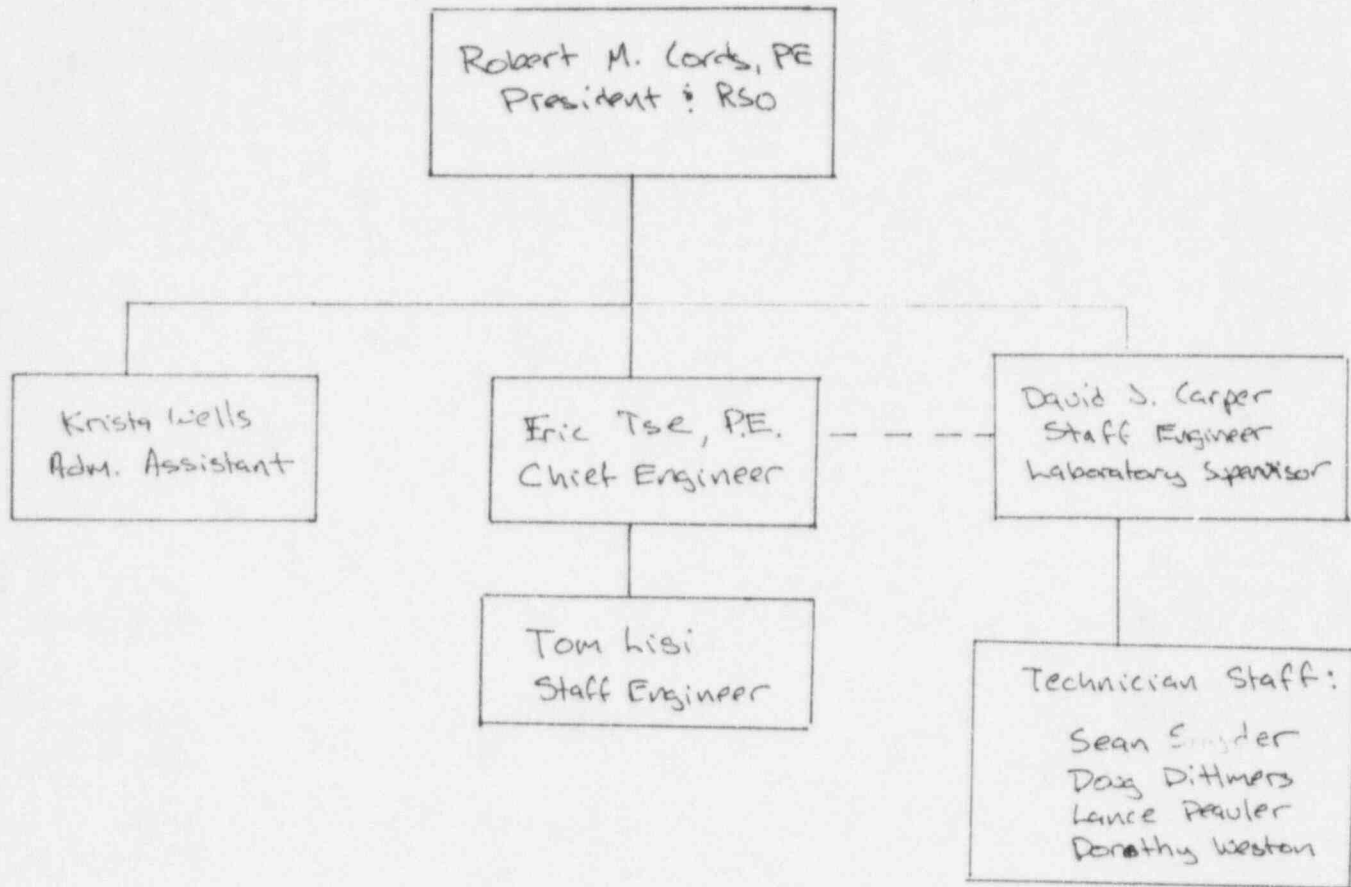 Robert M. Cords, PE
President & RSO
Krista Wells
Adm. Assistant
Eric Tse, P.E.
Chief Engineer
David J. Carper
Staff Engineer
Laboratory Supervisor
Tom Lisi
Staff Engineer
Technician Staff:
Sean
Doug Dittmers
Lance Peauler
Dorothy Weston